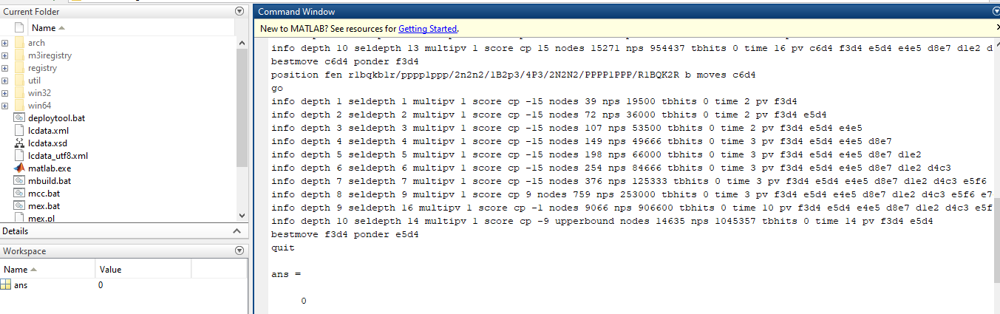 Current Folder
Name
arch
m3iregistry
registry
util
win32
win64
deploytool.bat
lcdata.xml
lcdata.xsd
lcdata_utf8.xml
matlab.exe
mbuild.bat
mcc.bat
mex.bat
mex.pl
Details
Workspace
Name Value
ans 0
Command Window
New to MATLAB? See resources for Getting Started.
info depth 10 seldepth 13 multipv 1 score cp 15 nodes 15271 nps 954437 tbhits 0 time 16 pv c6d4 f3d4 e5d4 e4e5 d8e7 d1e2 d
bestmove c6d4 ponder f3d4
position fen r1bqkb1r/pppp1ppp/2n2n2/1B2p3/4P3/2N2N2/PPPP1PPP/R1BQK2R b moves c6d4
go
info depth 1 seldepth 1 multipv 1 score cp -15 nodes 39 nps 19500 tbhits 0 time 2 pv f3d4
info depth 2 seldepth 2 multipv 1 score cp -15 nodes 72 nps 36000 tbhits 0 time 2 pv f3d4 e5d4
info depth 3 seldepth 3 multipv 1 score cp -15 nodes 107 nps 53500 tbhits 0 time 2 pv f3d4 e5d4 e4e5
info depth 4 seldepth 4 multipv 1 score cp -15 nodes 149 nps 49666 tbhits 0 time 3 pv f3d4 e5d4 e4e5 d8e7
info depth 5 seldepth 5 multipv 1 score cp -15 nodes 198 nps 66000 tbhits 0 time 3 pv f3d4 e5d4 e4e5 d8e7 d1e2
info depth 6 seldepth 6 multipv 1 score cp -15 nodes 254 nps 84666 tbhits 0 time 3 pv f3d4 e5d4 e4e5 d8e7 d1e2 d4c3
info depth 7 seldepth 7 multipv 1 score cp -15 nodes 376 nps 125333 tbhits 0 time 3 pv f3d4 e5d4 e4e5 d8e7 d1e2 d4c3 e5f6
info depth 8 seldepth 9 multipv 1 score cp 9 nodes 759 nps 253000 tbhits 0 time 3 pv f3d4 e5d4 e4e5 d8e7 d1e2 d4c3 e5f6 e7
info depth 9 seldepth 16 multipv 1 score cp -1 nodes 9066 nps 906600 tbhits 0 time 10 pv f3d4 e5d4 e4e5 d8e7 d1e2 d4c3 e5f
info depth 10 seldepth 14 multipv 1 score cp -9 upperbound nodes 14635 nps 1045357 tbhits 0 time 14 pv f3d4 e5d4
bestmove f3d4 ponder e5d4
quit
ans =
0